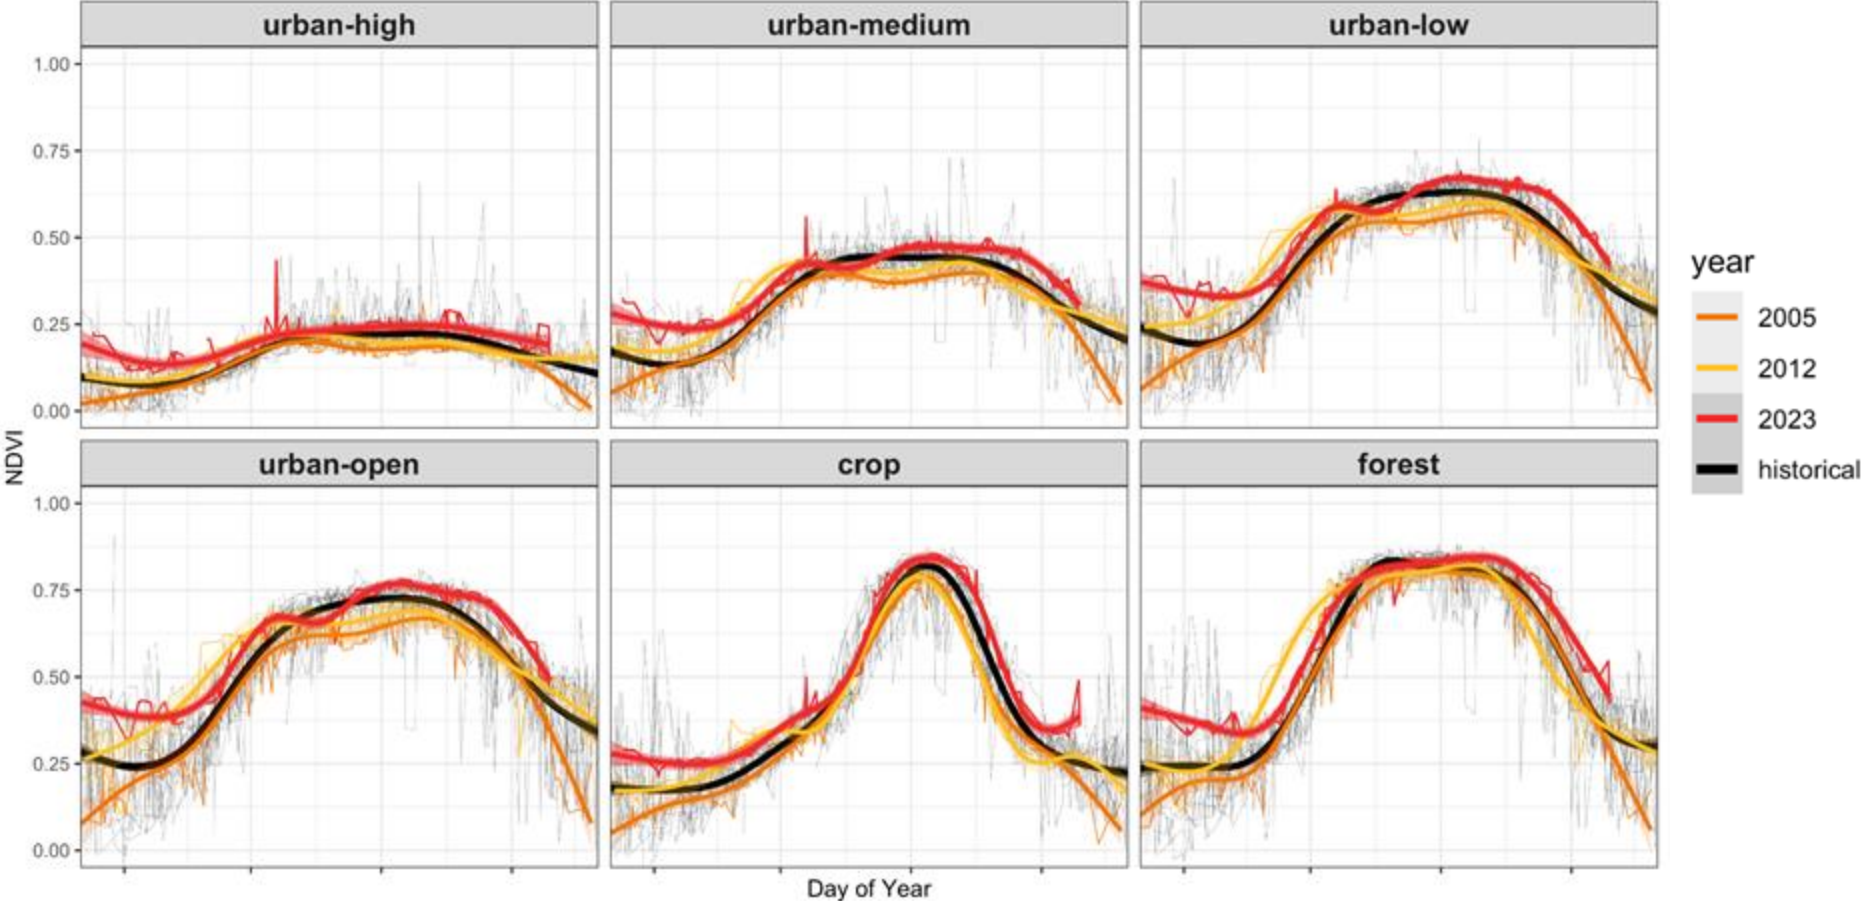 urban-high urban-medium urban-low
1.00
0.75
0.50
0.25
0.00
year
2005
2012
2023
historical
NDVI
urban-open crop forest
1.00
0.75
0.50
0.25
0.00
Day of Year